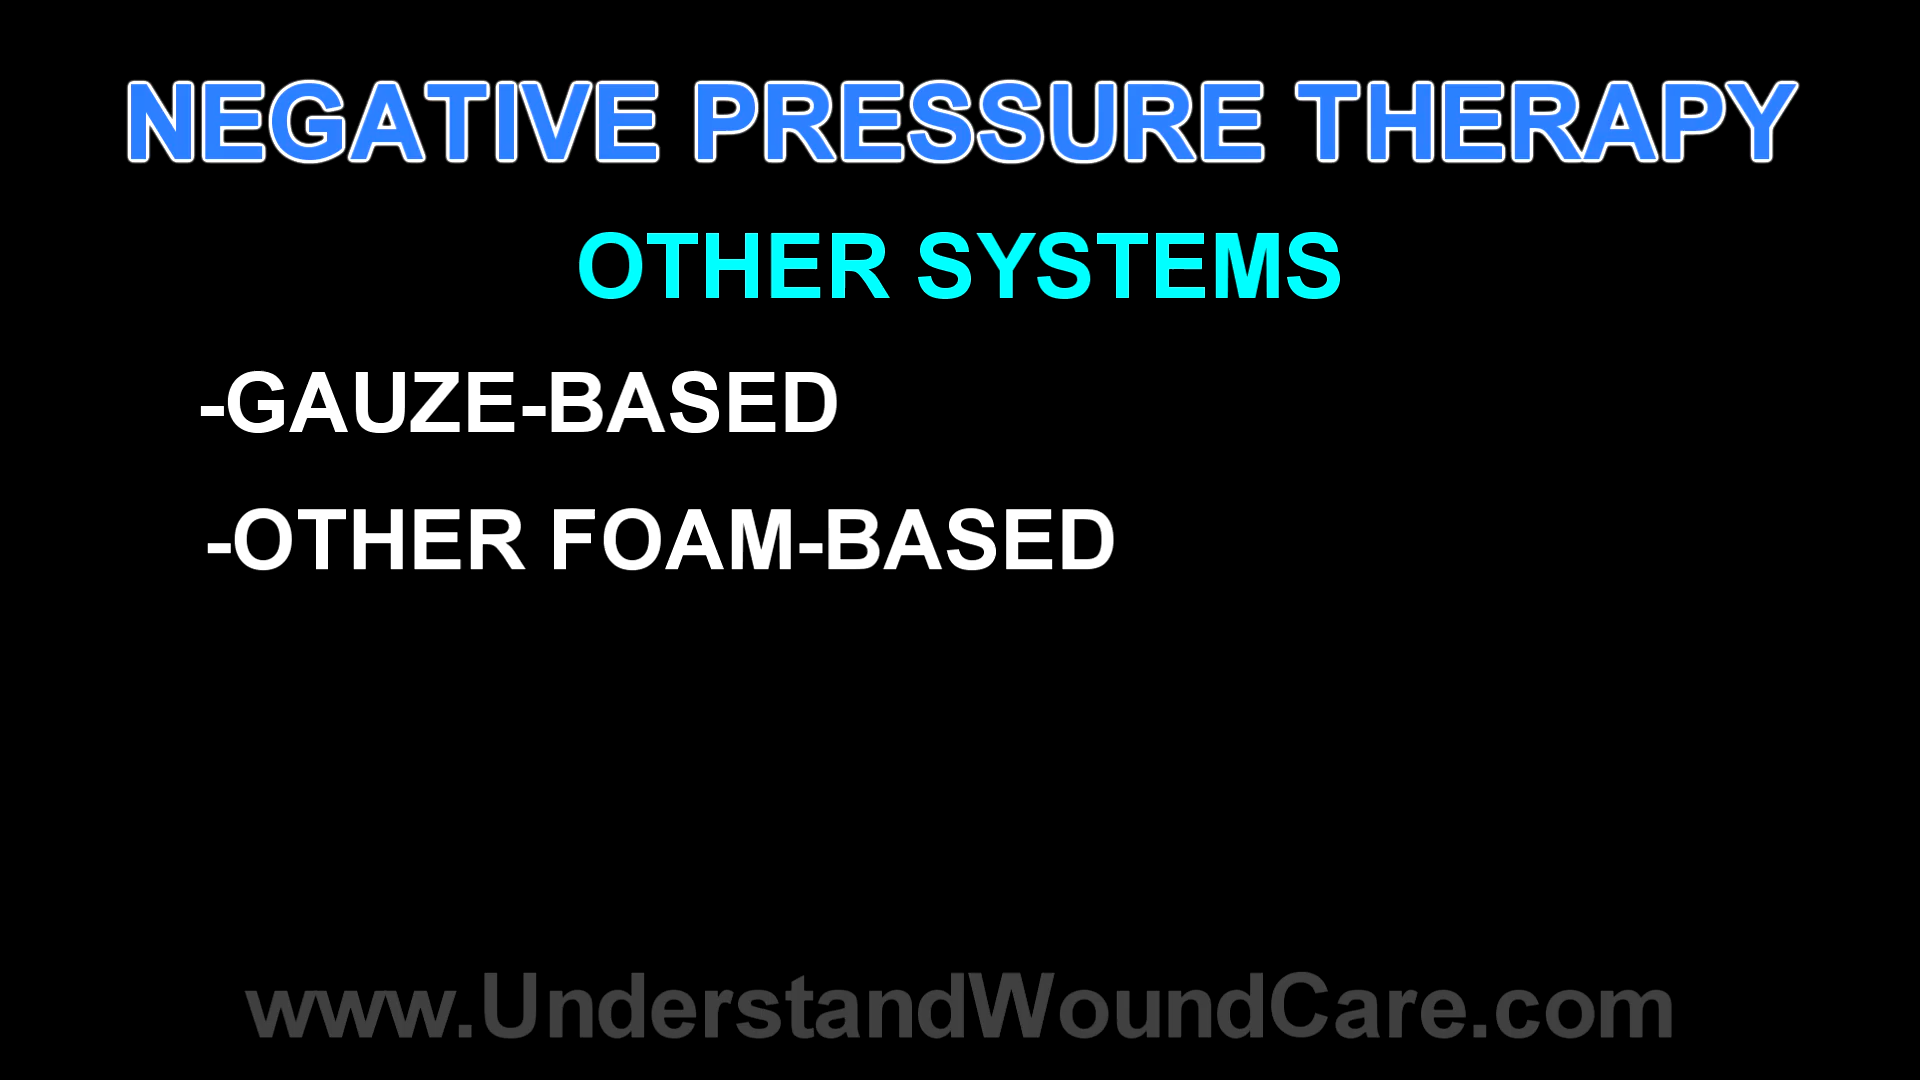 NEGATIVE PRESSURE THERAPY
OTHER SYSTEMS
-GAUZE-BASED
-OTHER FOAM-BASED
www.UnderstandWoundCare.com